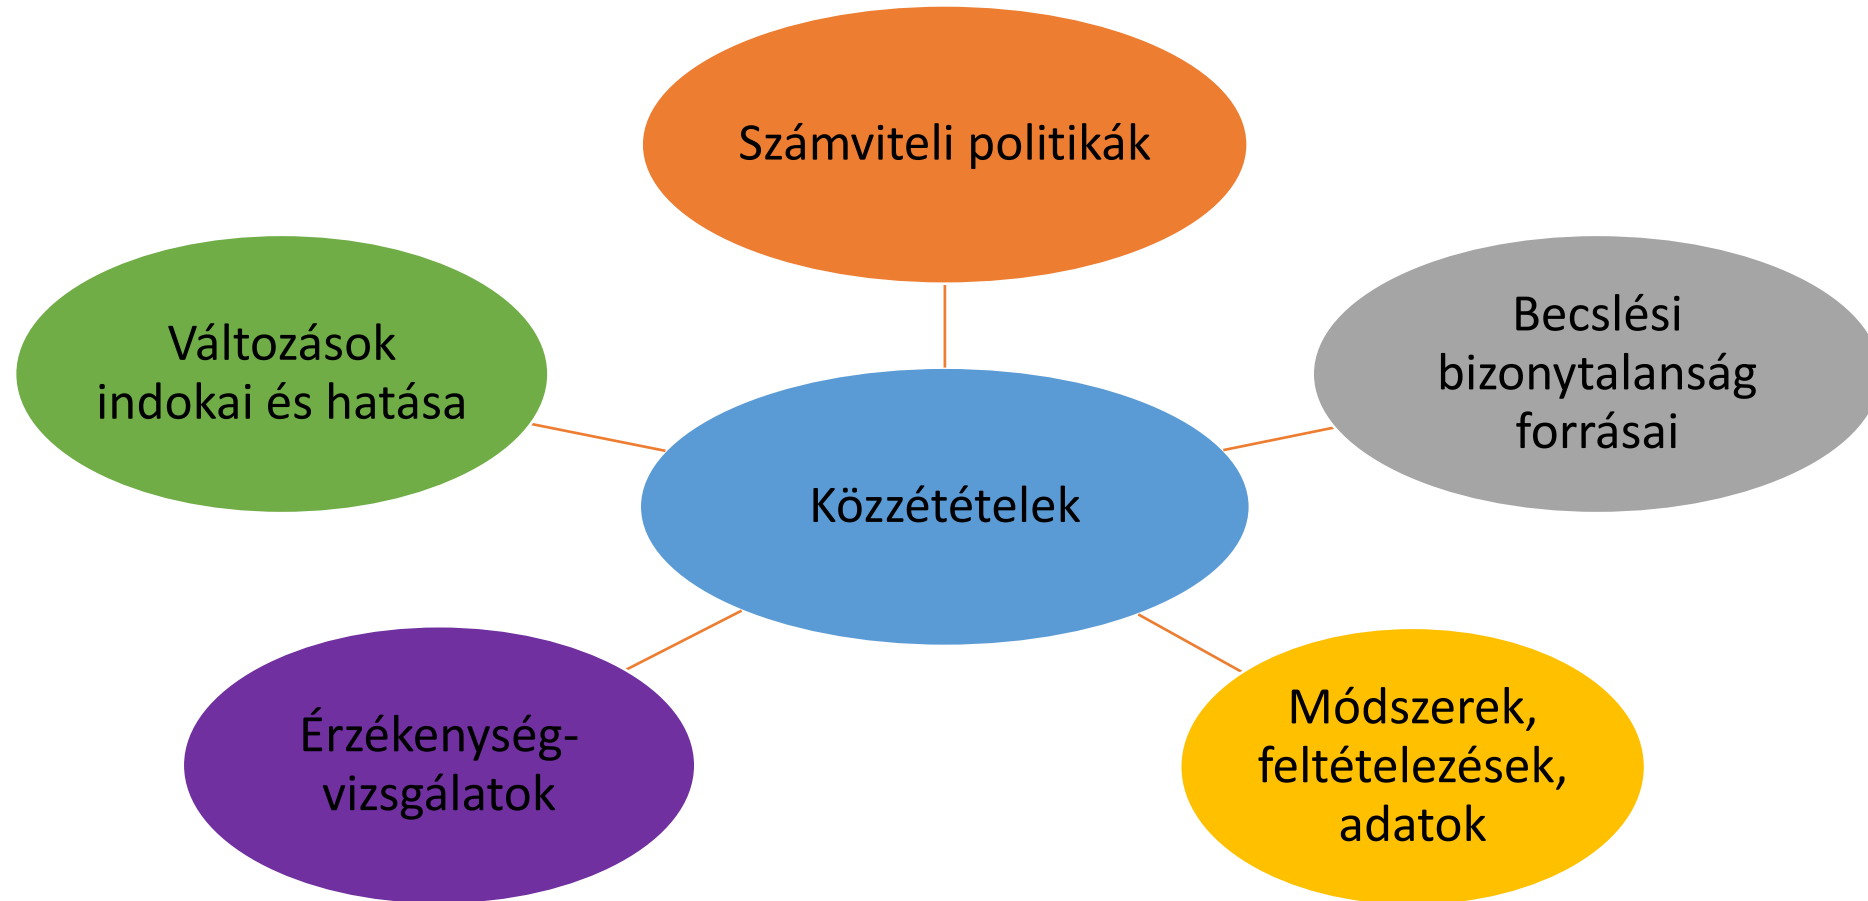 Számviteli politikák
Becslési
bizonytalanság
forrásai
Változások
indokai és hatása
Közzétételek
Módszerek,
feltételezések,
adatok
Érzékenység-
vizsgálatok